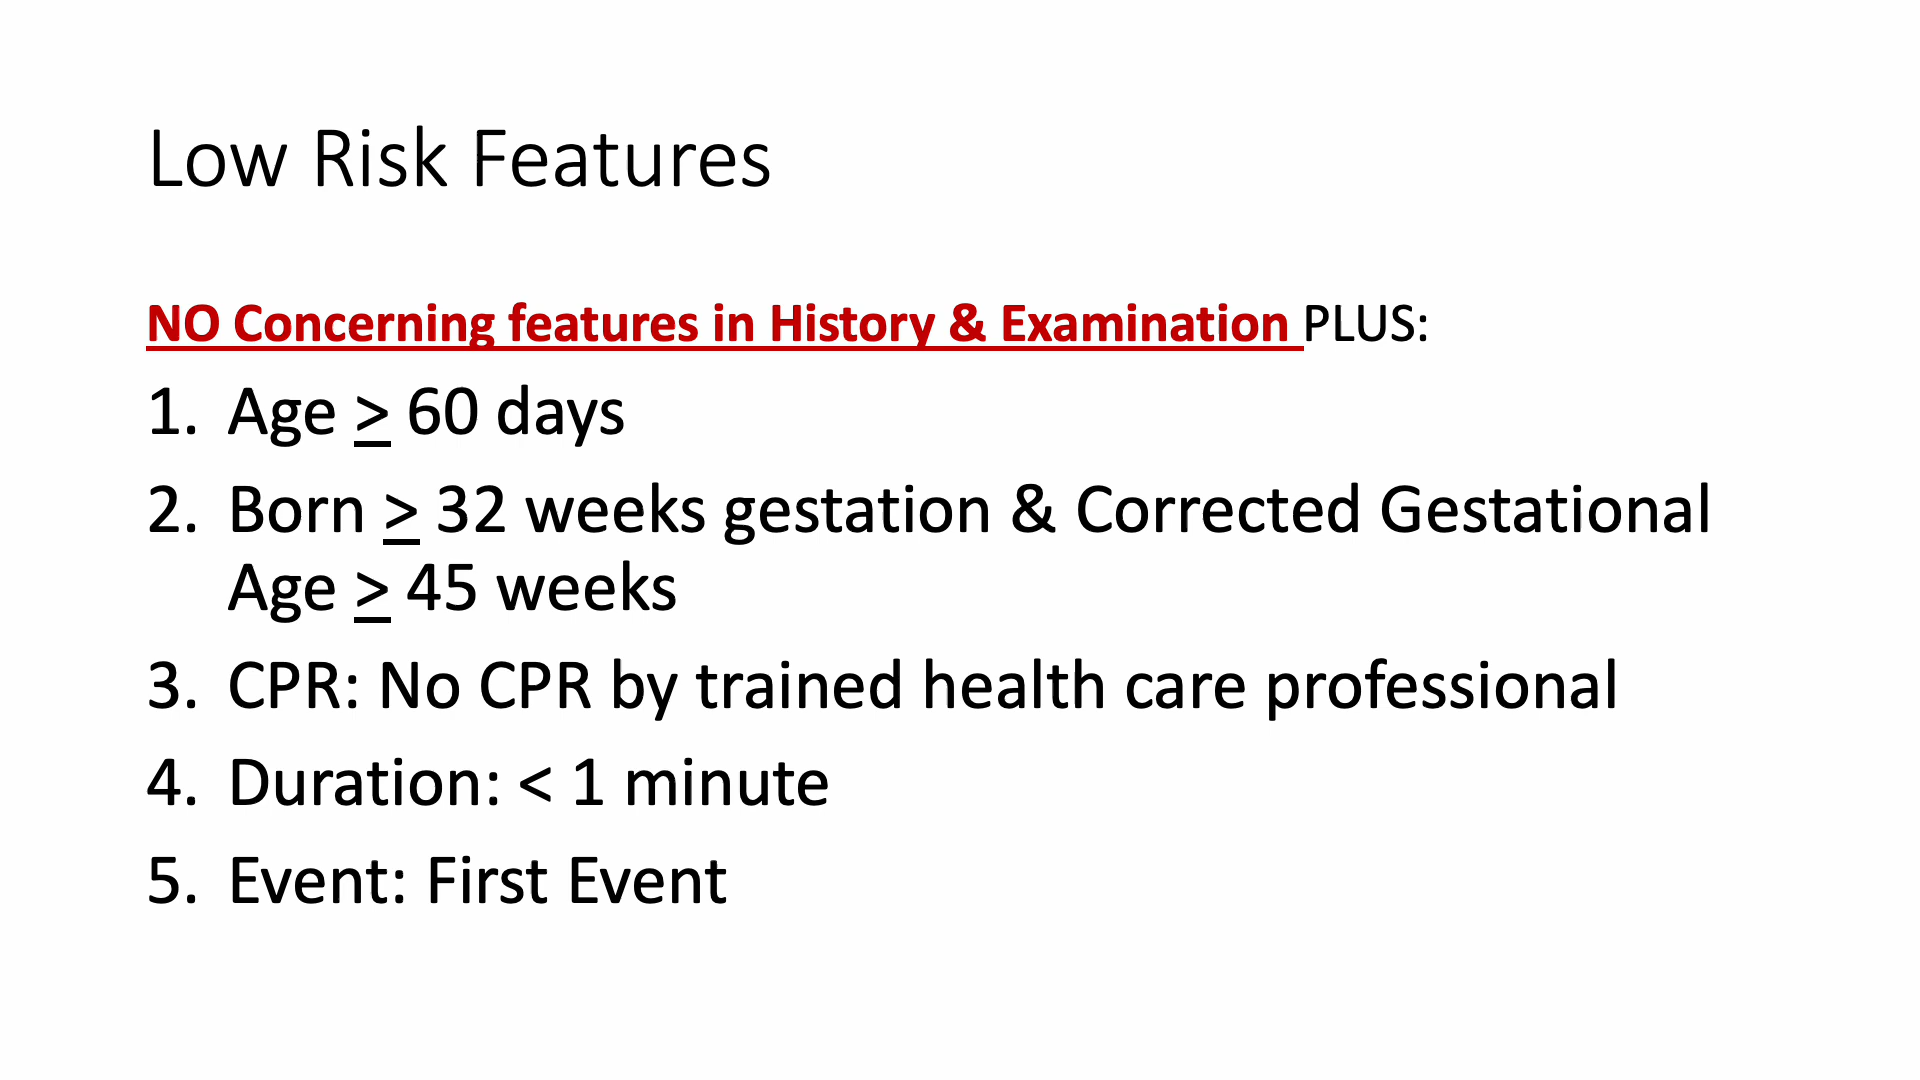 Low Risk Features
NO Concerning features in History & Examination PLUS:
1. Age ≥ 60 days
2. Born ≥ 32 weeks gestation & Corrected Gestational
Age ≥ 45 weeks
3. CPR: No CPR by trained health care professional
4. Duration: < 1 minute
5. Event: First Event